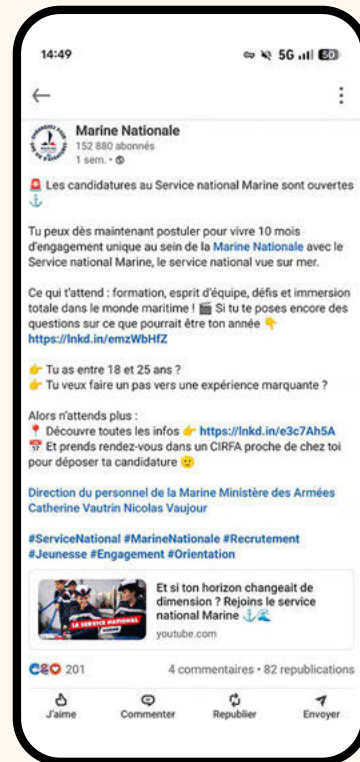 14:49
5G 50
Marine Nationale
152 880 abonnés
1 sem. •
🚨 Les candidatures au Service national Marine sont ouvertes
⚓
Tu peux dès maintenant postuler pour vivre 10 mois
d'engagement unique au sein de la Marine Nationale avec le
Service national Marine, le service national vue sur mer.
Ce qui t'attend : formation, esprit d'équipe, défis et immersion
totale dans le monde maritime ! 🎬 Si tu te poses encore des
questions sur ce que pourrait être ton année 👇
https://lnkd.in/emzWbHfZ
👉 Tu as entre 18 et 25 ans ?
👉 Tu veux faire un pas vers une expérience marquante ?
Alors n'attends plus :
📍 Découvre toutes les infos 👉 https://lnkd.in/e3c7Ah5A
📅 Et prends rendez-vous dans un CIRFA proche de chez toi
pour déposer ta candidature 🫡
Direction du personnel de la Marine Ministère des Armées
Catherine Vautrin Nicolas Vaujour
#ServiceNational #MarineNationale #Recrutement
#Jeunesse #Engagement #Orientation
LE SERVICE NATIONAL
MARINE
Et si ton horizon changeait de
dimension ? Rejoins le service
national Marine ⚓🌊
youtube.com
201
4 commentaires • 82 republications
J'aime
Commenter
Republier
Envoyer